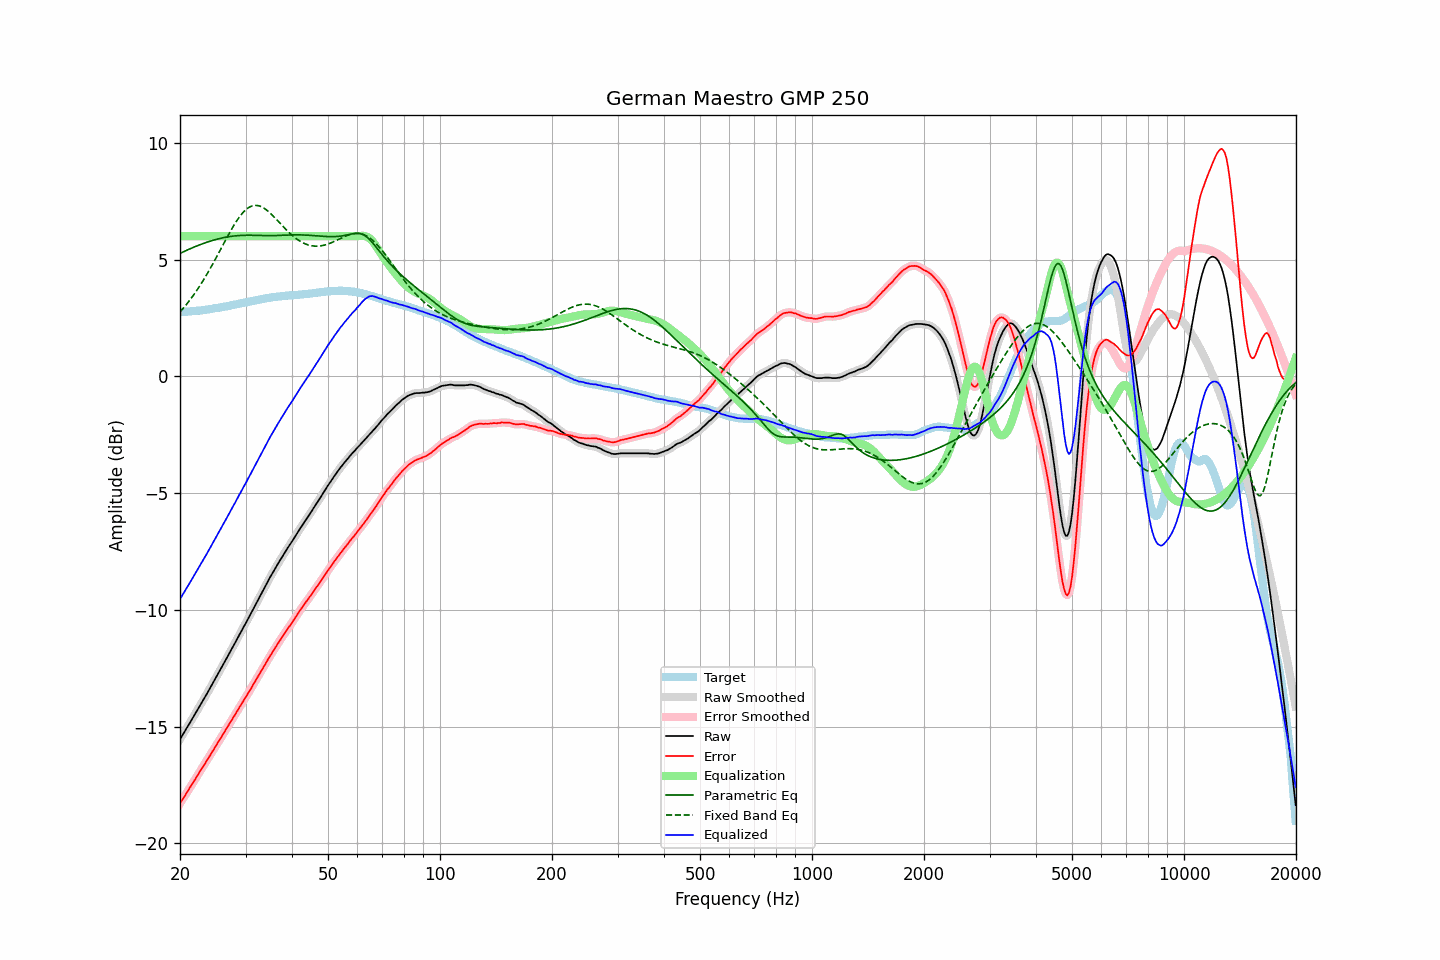 German Maestro GMP 250
Amplitude (dBr)
10
5
0
−5
−10
−15
−20
Target
Raw Smoothed
Error Smoothed
Raw
Error
Equalization
Parametric Eq
Fixed Band Eq
Equalized
20 50 100 200 500 1000 2000 5000 10000 20000
Frequency (Hz)